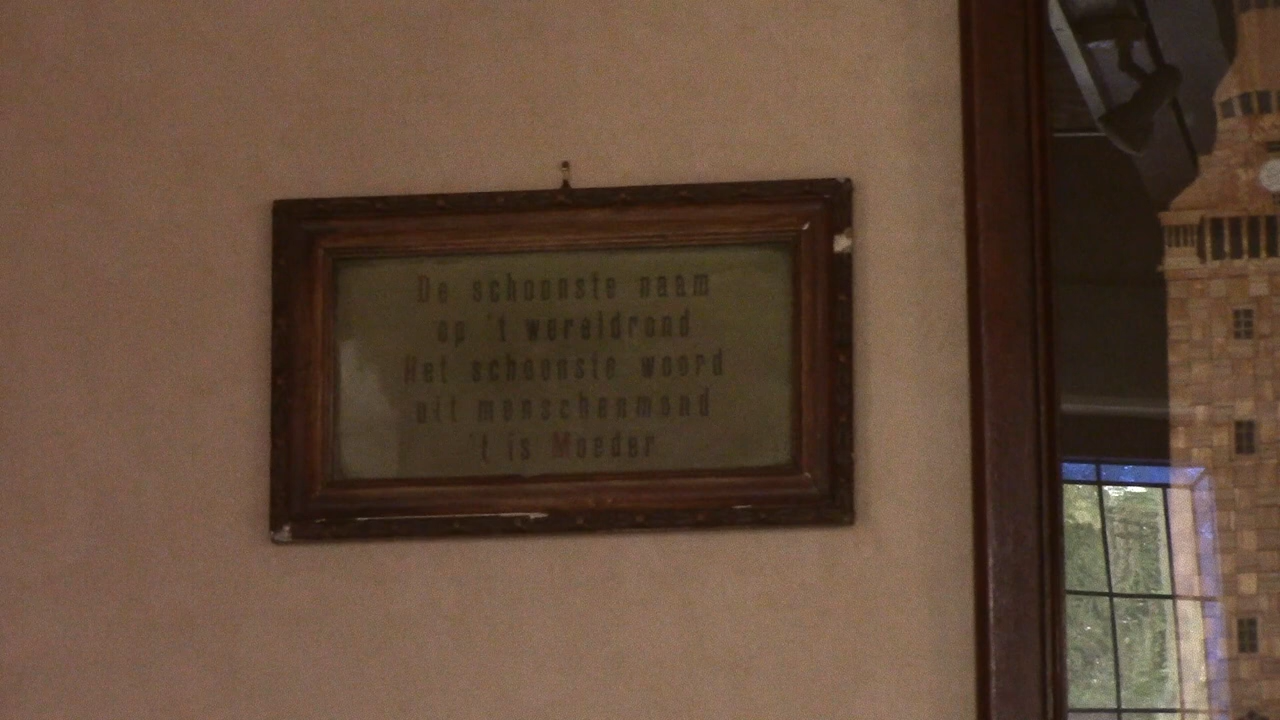 De schoonste naam
op 't wereldrond
Het schoonste woord
uit menschenmond
't is Moeder